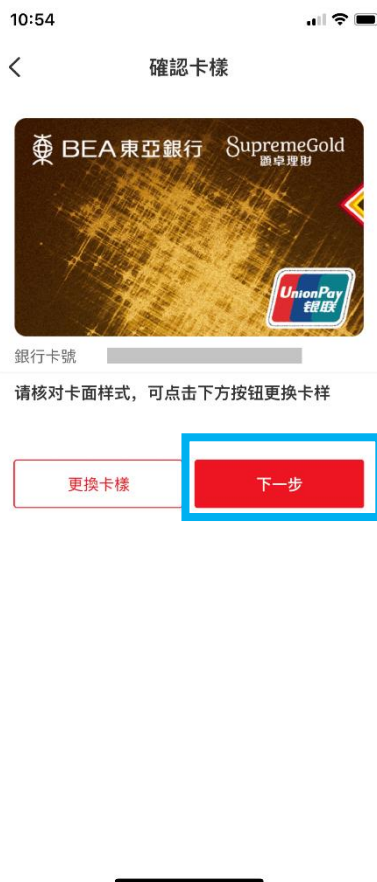 10:54
確認卡樣
BEA東亞銀行 SupremeGold
顯卓理財
UnionPay
银联
銀行卡號
请核对卡面样式，可点击下方按钮更换卡样
更換卡樣 下一步